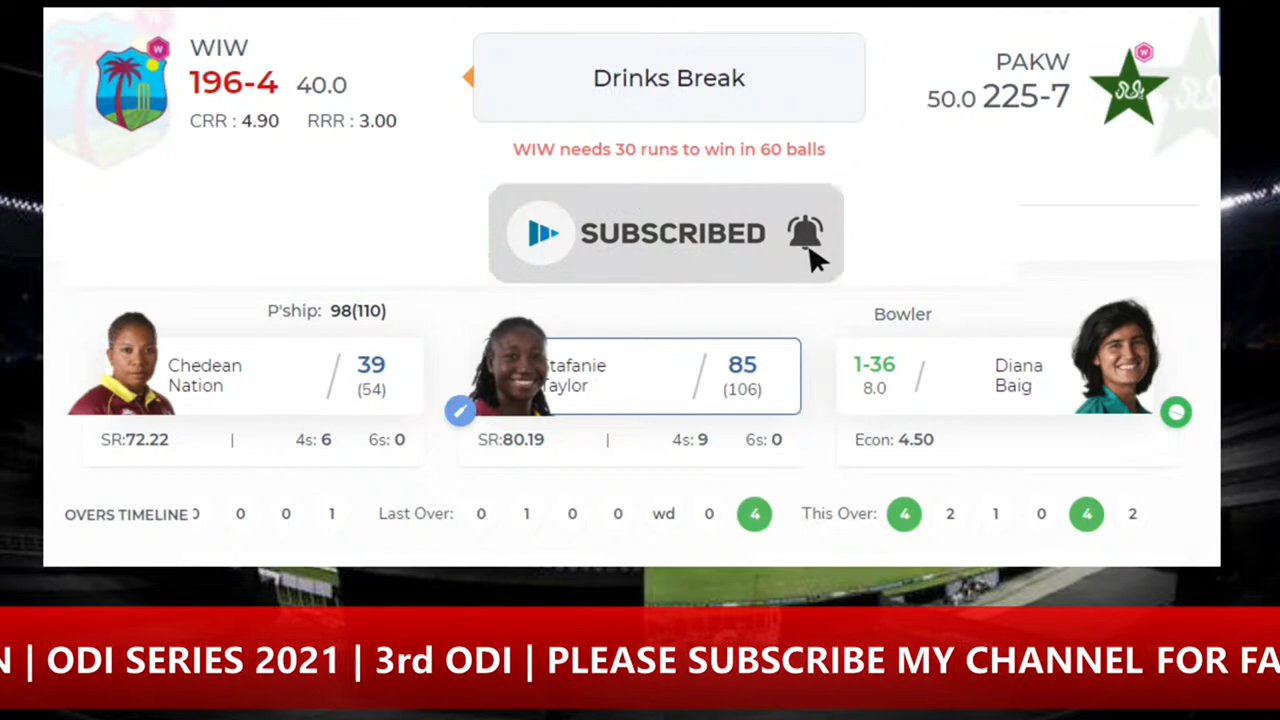 WIW
196-4 40.0
CRR : 4.90 RRR : 3.00
Drinks Break
WIW needs 30 runs to win in 60 balls
PAKW
50.0 225-7
SUBSCRIBED
P'ship: 98(110)
Chedean
Nation
39
(54)
SR:72.22 | 4s: 6 6s: 0
tafanie
aylor
85
(106)
SR:80.19 | 4s: 9 6s: 0
Bowler
1-36
8.0
Diana
Baig
Econ: 4.50
OVERS TIMELINE 0 0 1 Last Over: 0 1 0 0 wd 0 4 This Over: 4 2 1 0 4 2
N | ODI SERIES 2021 | 3rd ODI | PLEASE SUBSCRIBE MY CHANNEL FOR FA